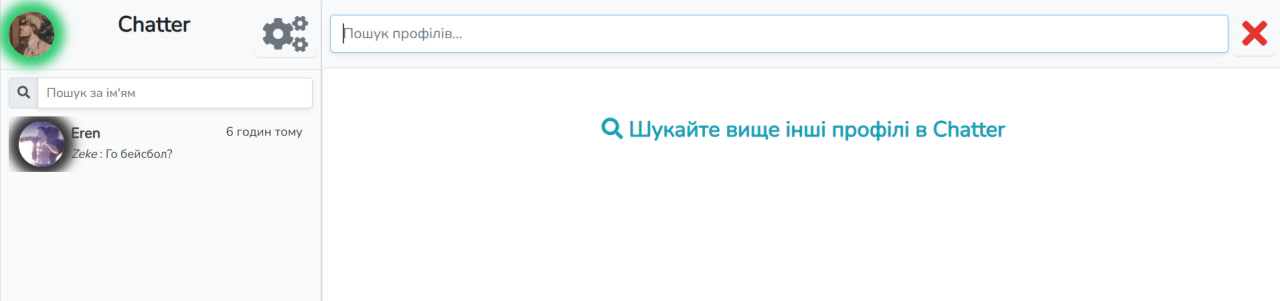 Chatter
Пошук профілів...
Пошук за ім'ям
Eren
6 годин тому
Zeke : Го бейсбол?
Шукайте вище інші профілі в Chatter